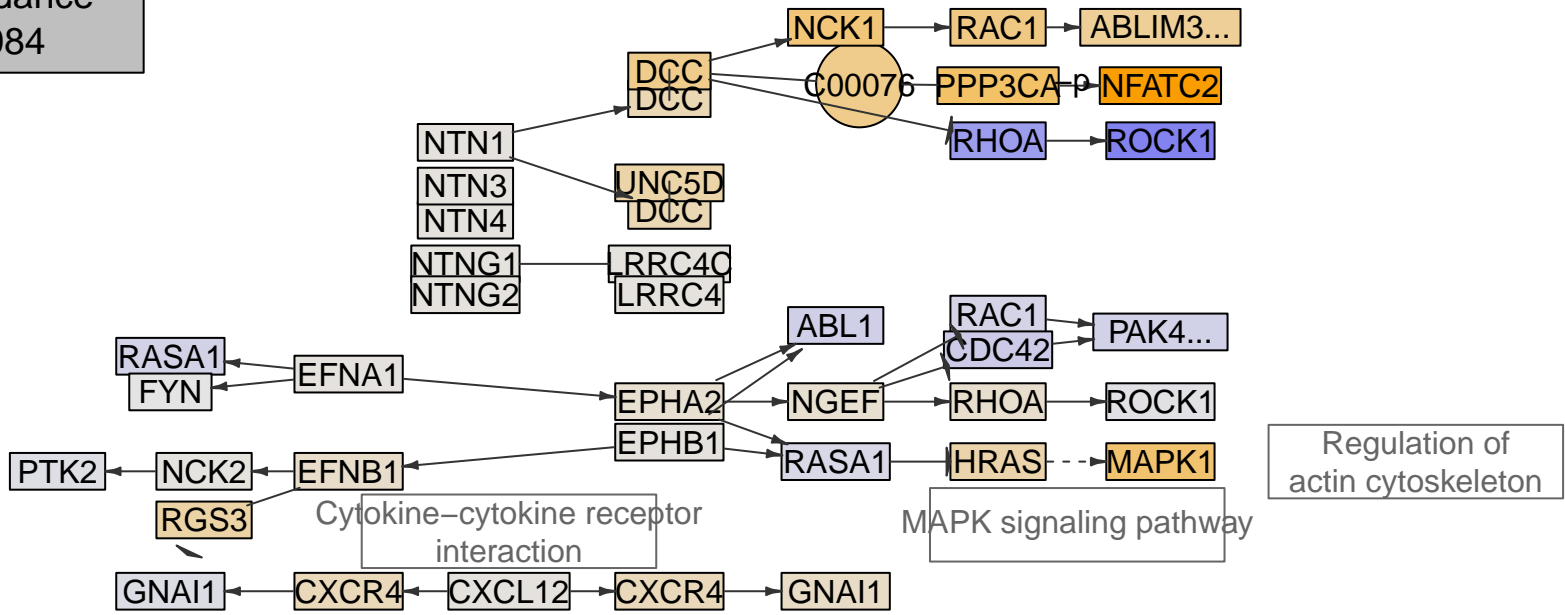 084
NCK1 RAC1 ABLIM3...
DCC C00076 PPP3CA –p NFATC2
DCC
NTN1 RHOA ROCK1
NTN3 UNC5D
NTN4 DCC
NTNG1 LRRC4C
NTNG2 LRRC4
ABL1 RAC1 PAK4...
RASA1 CDC42
FYN EFNA1 EPHA2 NGEF RHOA ROCK1
EPHB1
PTK2 NCK2 EFNB1 RASA1 HRAS MAPK1
Regulation of
actin cytoskeleton
RGS3
Cytokine–cytokine receptor
interaction
MAPK signaling pathway
GNAI1 CXCR4 CXCL12 CXCR4 GNAI1